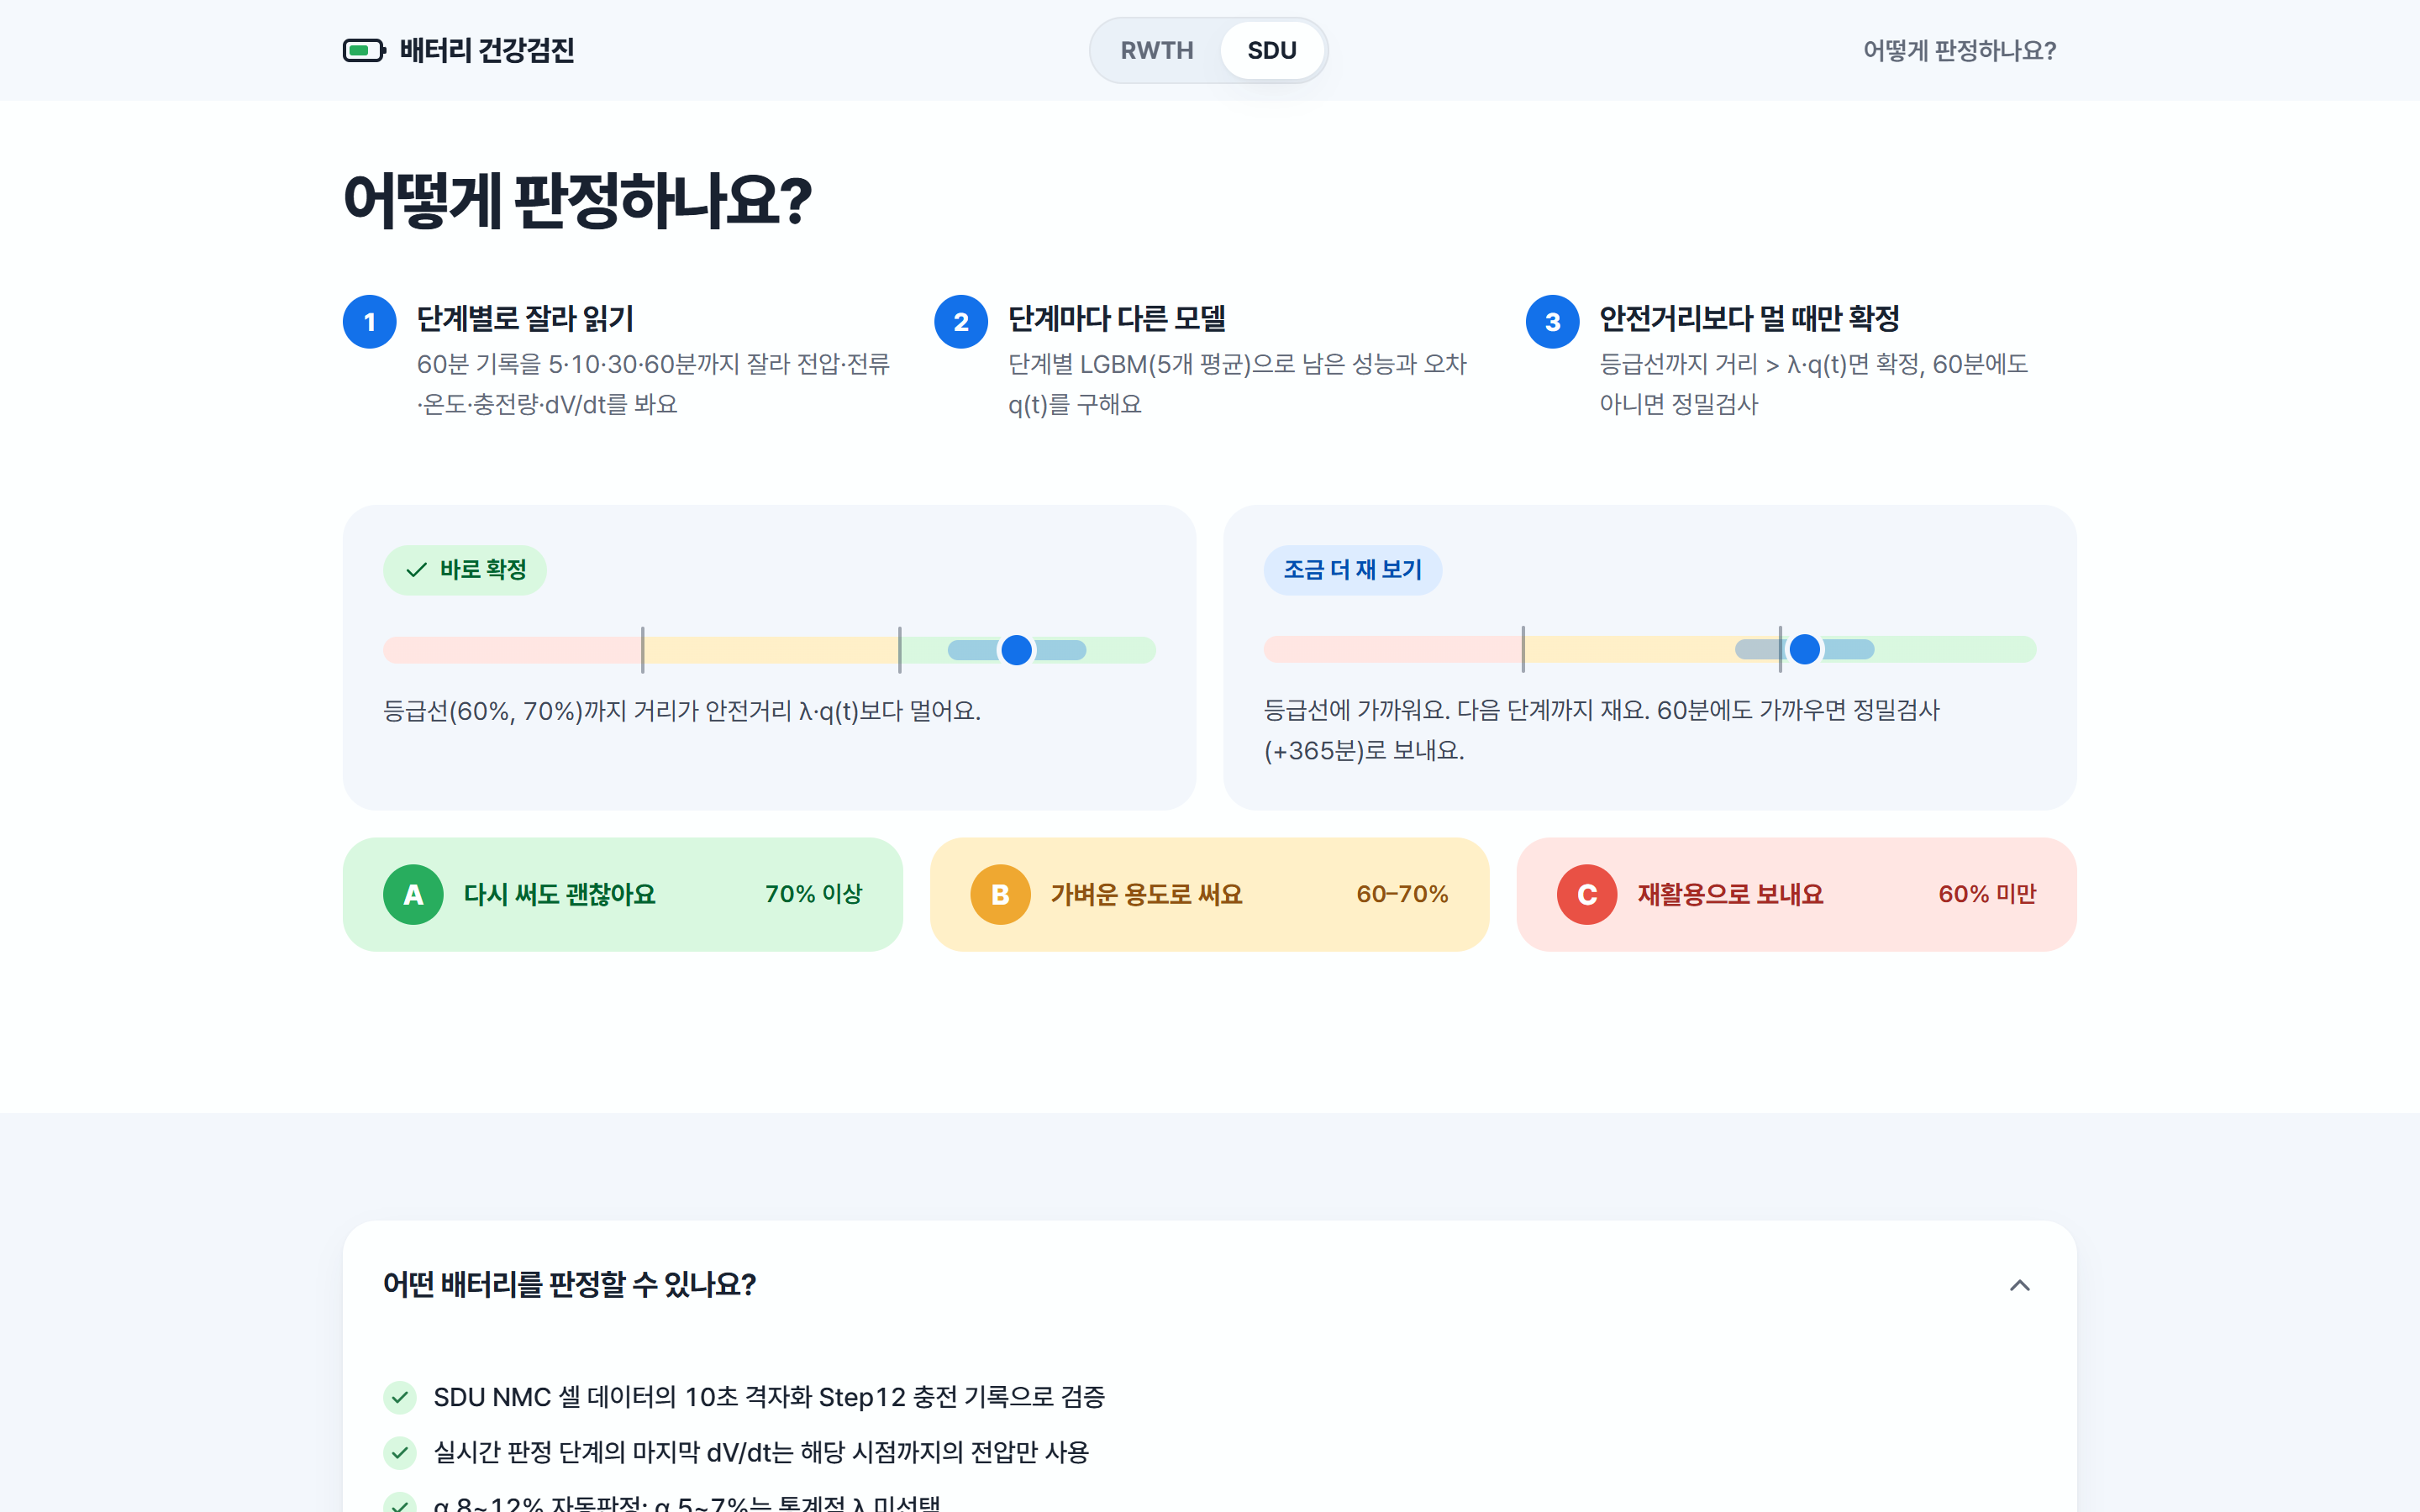 배터리 건강검진
RWTH
SDU
어떻게 판정하나요?
어떻게 판정하나요?
1
단계별로 잘라 읽기
60분 기록을 5·10·30·60분까지 잘라 전압·전류
·온도·충전량·dV/dt를 봐요
2
단계마다 다른 모델
단계별 LGBM(5개 평균)으로 남은 성능과 오차
q(t)를 구해요
3
안전거리보다 멀 때만 확정
등급선까지 거리 > λ·q(t)면 확정, 60분에도
아니면 정밀검사
바로 확정
등급선(60%, 70%)까지 거리가 안전거리 λ·q(t)보다 멀어요.
조금 더 재 보기
등급선에 가까워요. 다음 단계까지 재요. 60분에도 가까우면 정밀검사
(+365분)로 보내요.
A
다시 써도 괜찮아요
70% 이상
B
가벼운 용도로 써요
60–70%
C
재활용으로 보내요
60% 미만
어떤 배터리를 판정할 수 있나요?
SDU NMC 셀 데이터의 10초 격자화 Step12 충전 기록으로 검증
실시간 판정 단계의 마지막 dV/dt는 해당 시점까지의 전압만 사용
α 8~12% 자동판정; α 5~7%는 통계적 λ 미선택